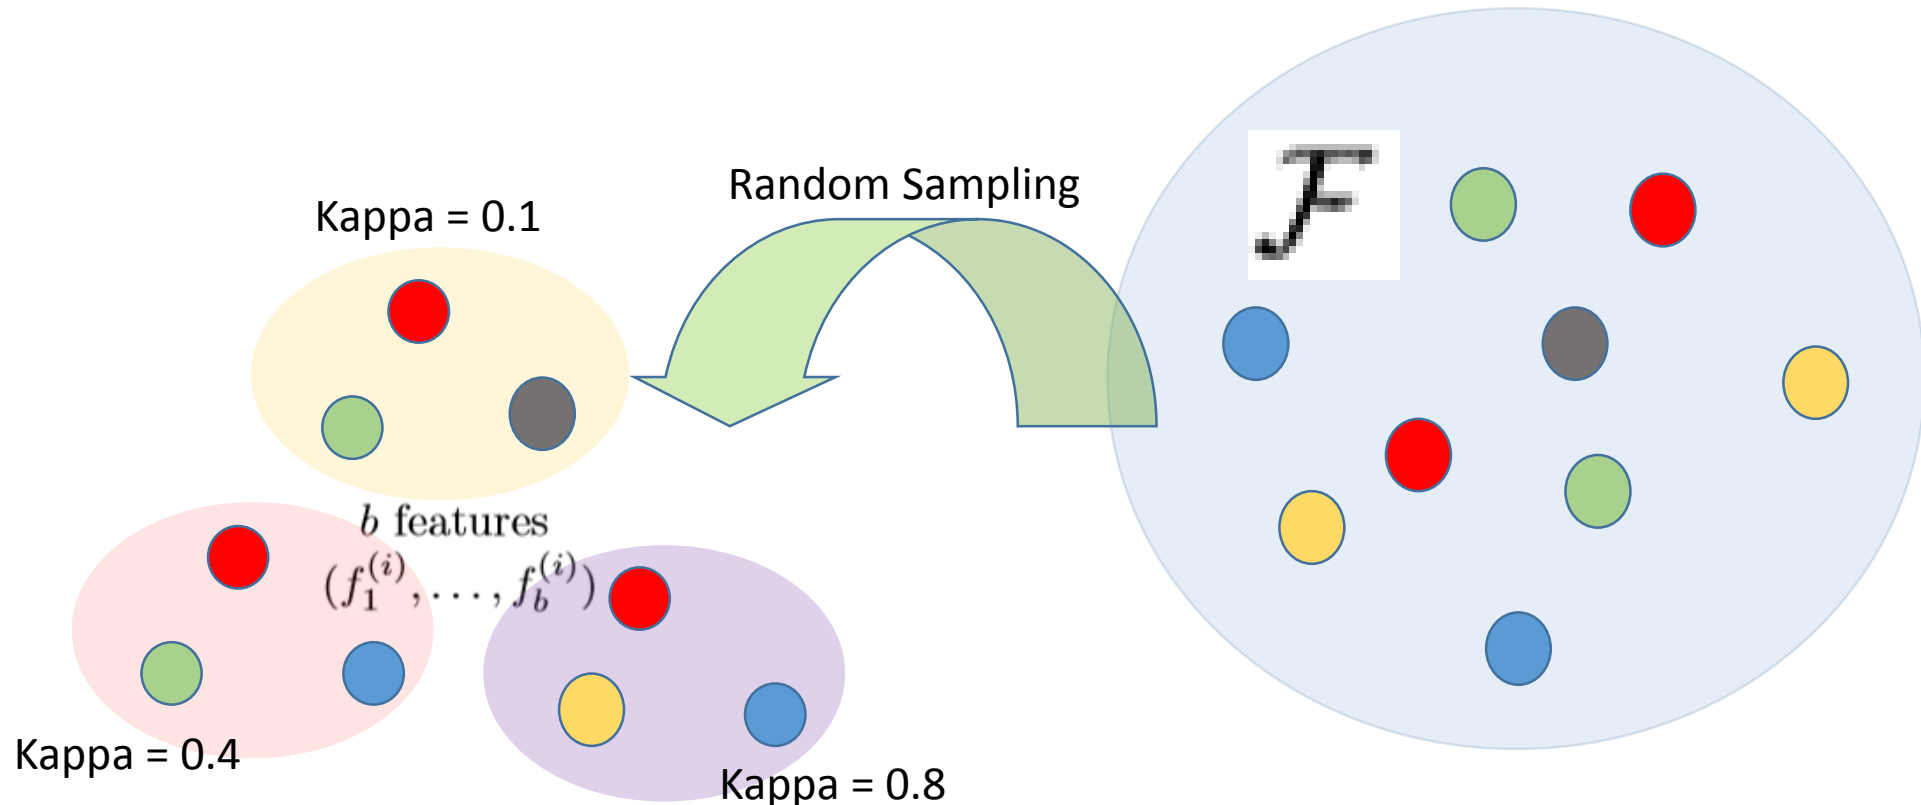 Random Sampling
𝓕
Kappa = 0.1
b features
(f_1^{(i)}, . . . , f_b^{(i)})
Kappa = 0.4
Kappa = 0.8